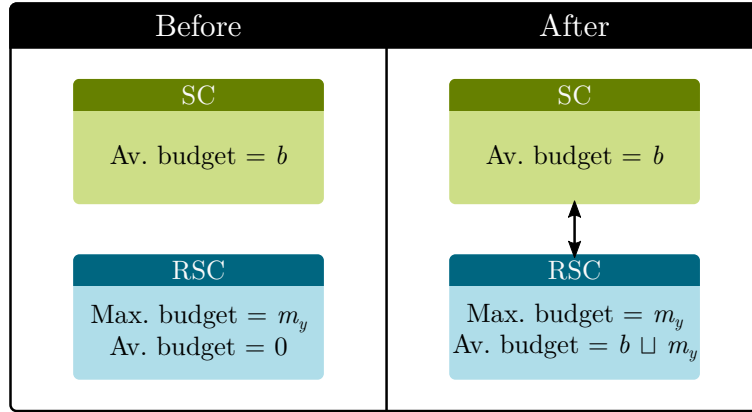 Before
After
SC
Av. budget = b
RSC
Max. budget = m_y
Av. budget = 0
SC
Av. budget = b
RSC
Max. budget = m_y
Av. budget = b ⊔ m_y